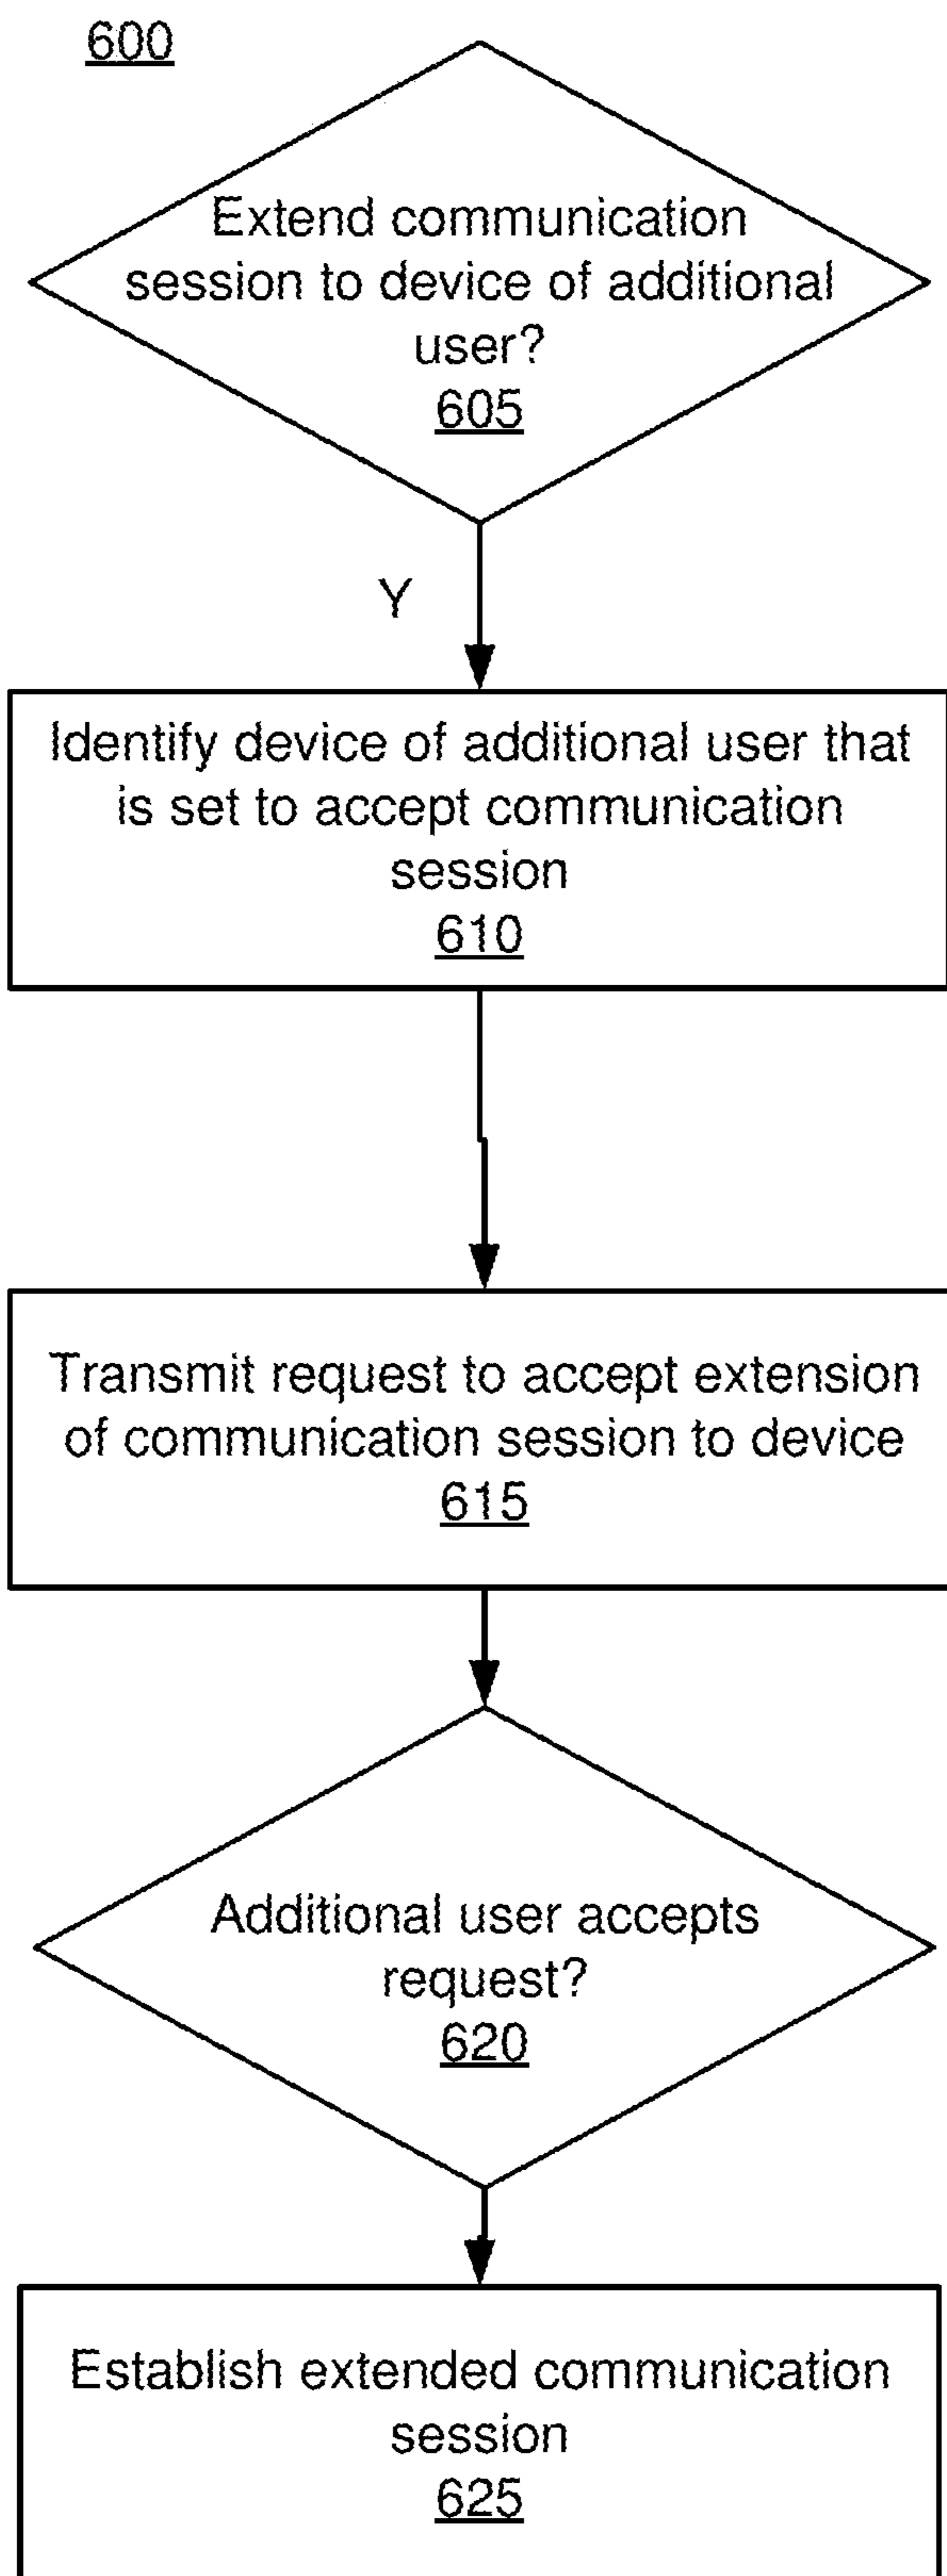 600
Extend communication
session to device of additional
user?
605
Y
Identify device of additional user that
is set to accept communication
session
610
Transmit request to accept extension
of communication session to device
615
Additional user accepts
request?
620
Establish extended communication
session
625